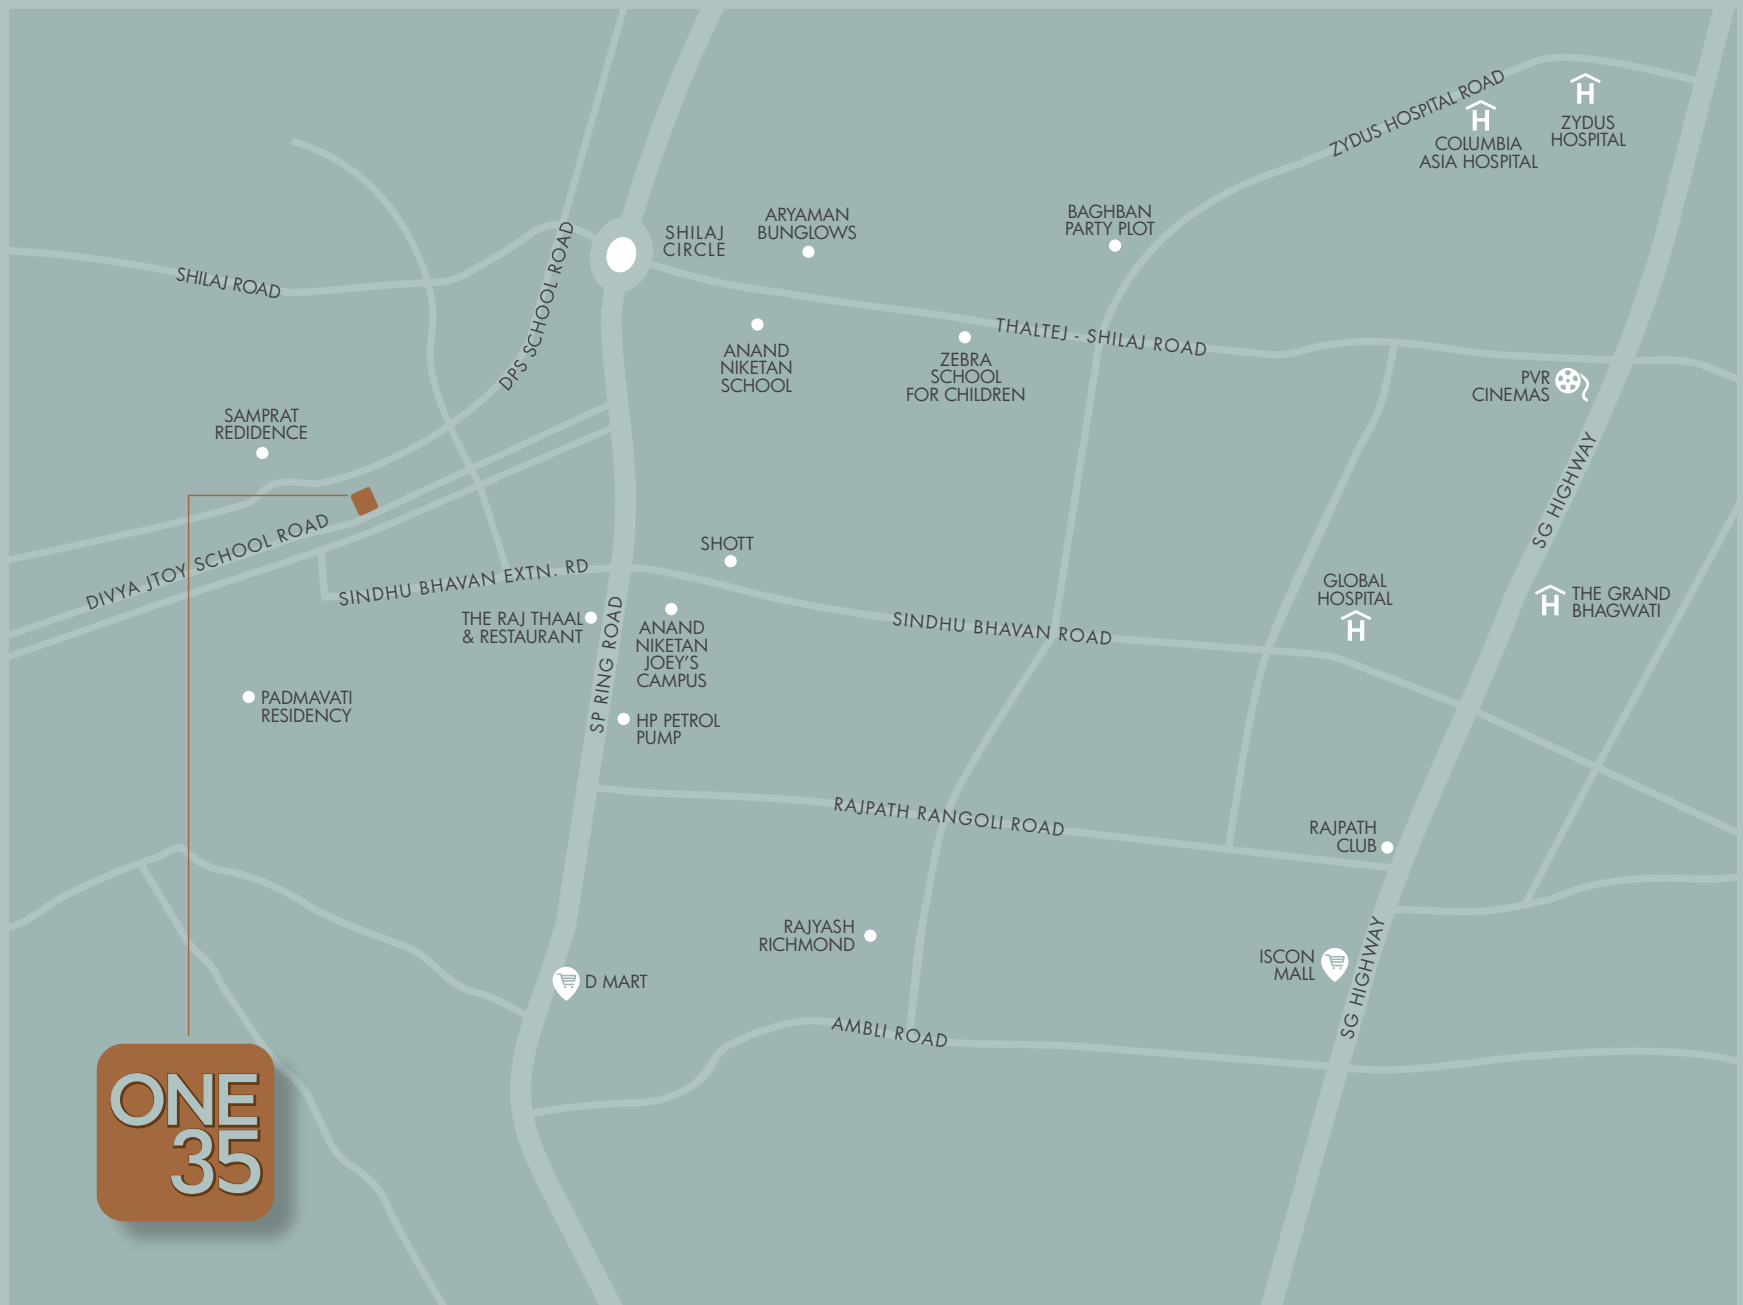 ZYDUS HOSPITAL ROAD
H
ZYDUS
HOSPITAL
H
COLUMBIA
ASIA HOSPITAL
SHILAJ
CIRCLE
ARYAMAN
BUNGLOWS
BAGHBAN
PARTY PLOT
SHILAJ ROAD
DPS SCHOOL ROAD
THALTEJ - SHILAJ ROAD
ANAND
NIKETAN
SCHOOL
ZEBRA
SCHOOL
FOR CHILDREN
PVR
CINEMAS
SAMPRAT
REDIDENCE
SG HIGHWAY
DIVYA JTOY SCHOOL ROAD
SHOTT
SINDHU BHAVAN EXTN. RD
THE RAJ THAAL
& RESTAURANT
SP RING ROAD
ANAND
NIKETAN
JOEY'S
CAMPUS
SINDHU BHAVAN ROAD
GLOBAL
HOSPITAL
H
H
THE GRAND
BHAGWATI
PADMAVATI
RESIDENCY
HP PETROL
PUMP
RAJPATH RANGOLI ROAD
RAJPATH
CLUB
RAJYASH
RICHMOND
D MART
ISCON
MALL
SG HIGHWAY
AMBLI ROAD
ONE
35